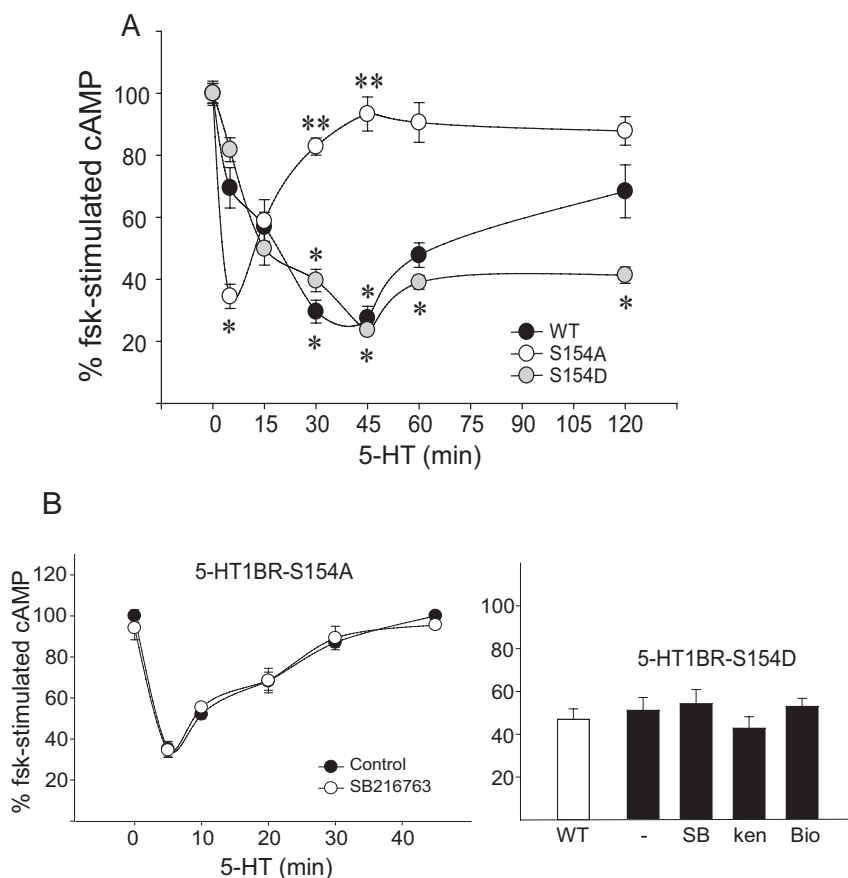 A
% fsk-stimulated cAMP
100
80
60
40
20
*
**
**
*
*
*
*
*
*
WT
S154A
S154D
0 15 30 45 60 75 90 105 120
5-HT (min)
B
% fsk-stimulated cAMP
120
100
80
60
40
20
5-HT1BR-S154A
Control
SB216763
0 10 20 30 40
5-HT (min)
100
80
60
40
20
5-HT1BR-S154D
WT - SB ken Bio